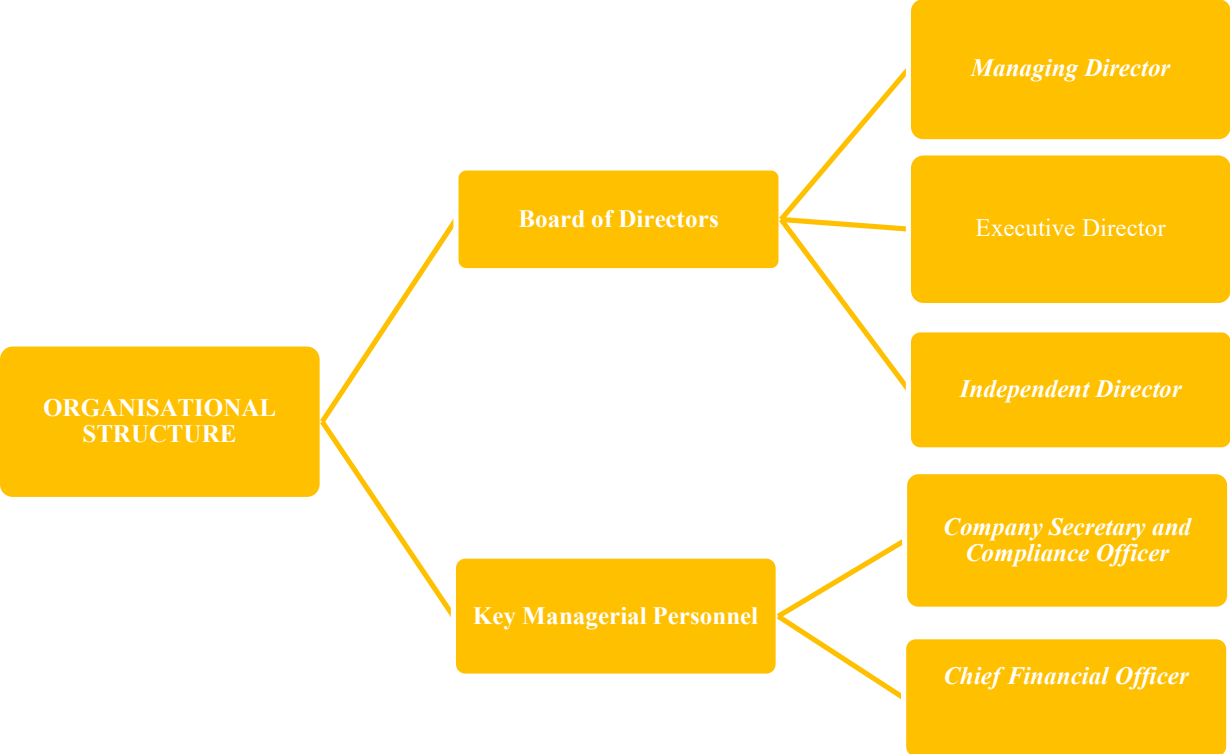 ORGANISATIONAL
STRUCTURE
Board of Directors
Managing Director
Executive Director
Independent Director
Key Managerial Personnel
Company Secretary and
Compliance Officer
Chief Financial Officer